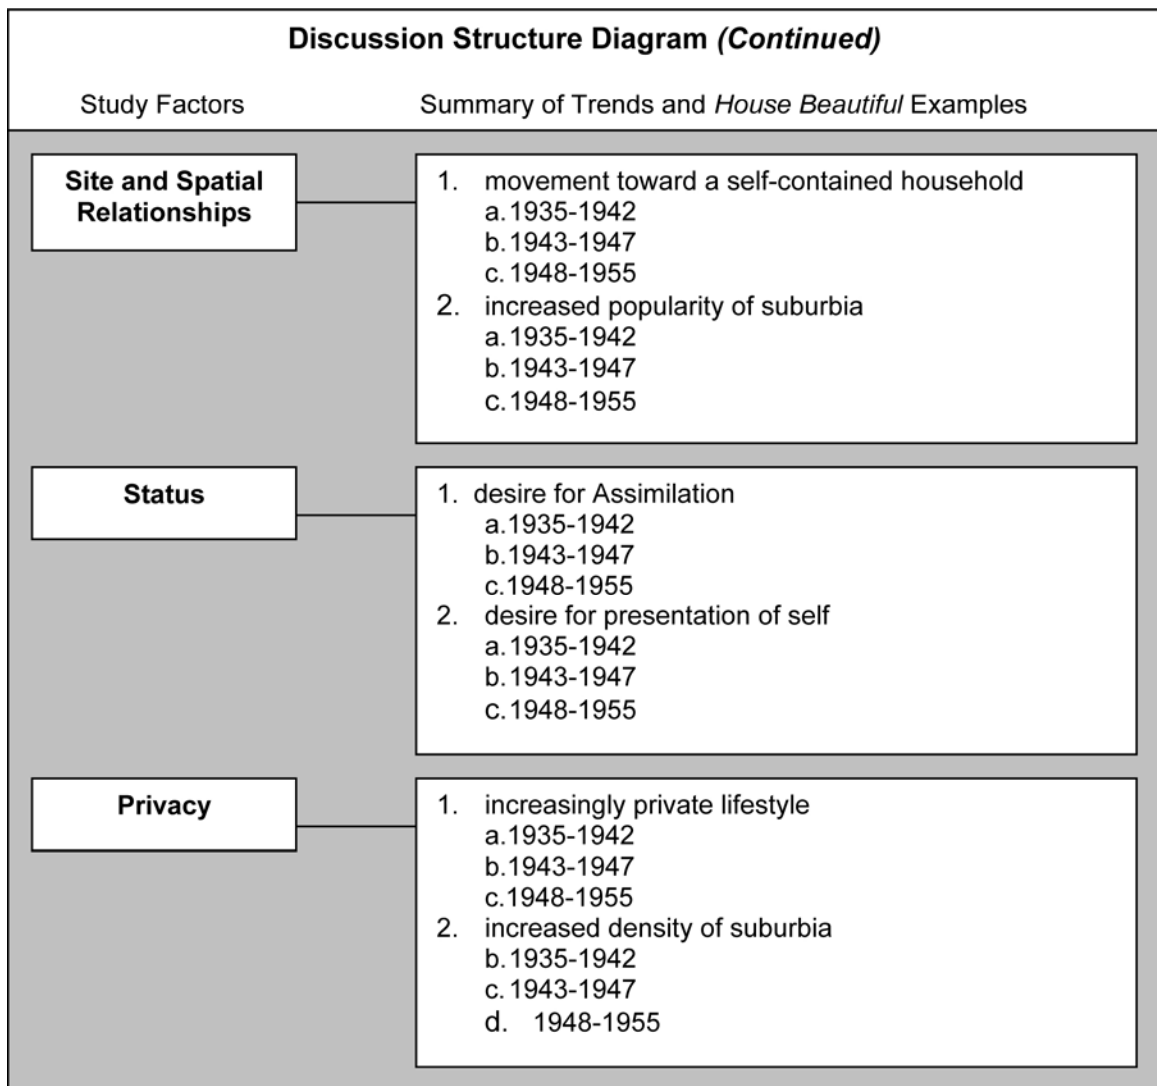 Discussion Structure Diagram (Continued)
Study Factors
Summary of Trends and House Beautiful Examples
Site and Spatial
Relationships
1. movement toward a self-contained household
a. 1935-1942
b. 1943-1947
c. 1948-1955
2. increased popularity of suburbia
a. 1935-1942
b. 1943-1947
c. 1948-1955
Status
1. desire for Assimilation
a. 1935-1942
b. 1943-1947
c. 1948-1955
2. desire for presentation of self
a. 1935-1942
b. 1943-1947
c. 1948-1955
Privacy
1. increasingly private lifestyle
a. 1935-1942
b. 1943-1947
c. 1948-1955
2. increased density of suburbia
b. 1935-1942
c. 1943-1947
d. 1948-1955